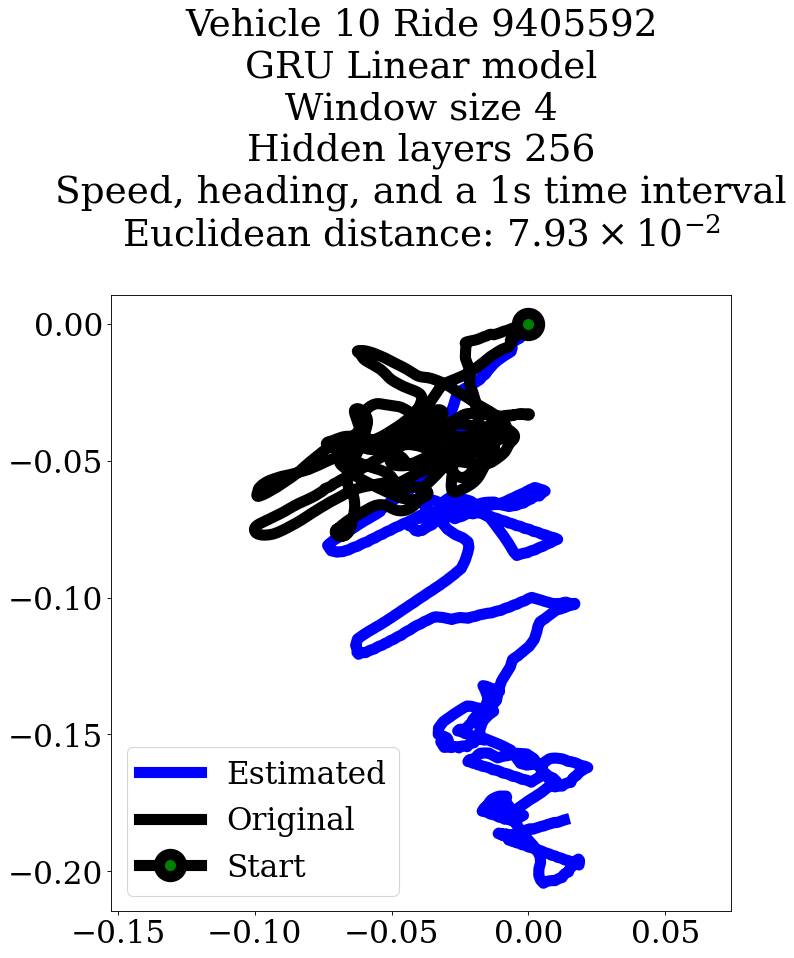 Vehicle 10 Ride 9405592
GRU Linear model
Window size 4
Hidden layers 256
Speed, heading, and a 1s time interval
Euclidean distance: 7.93 × 10⁻²
0.00
−0.05
−0.10
−0.15
−0.20
Estimated
Original
Start
−0.15 −0.10 −0.05 0.00 0.05